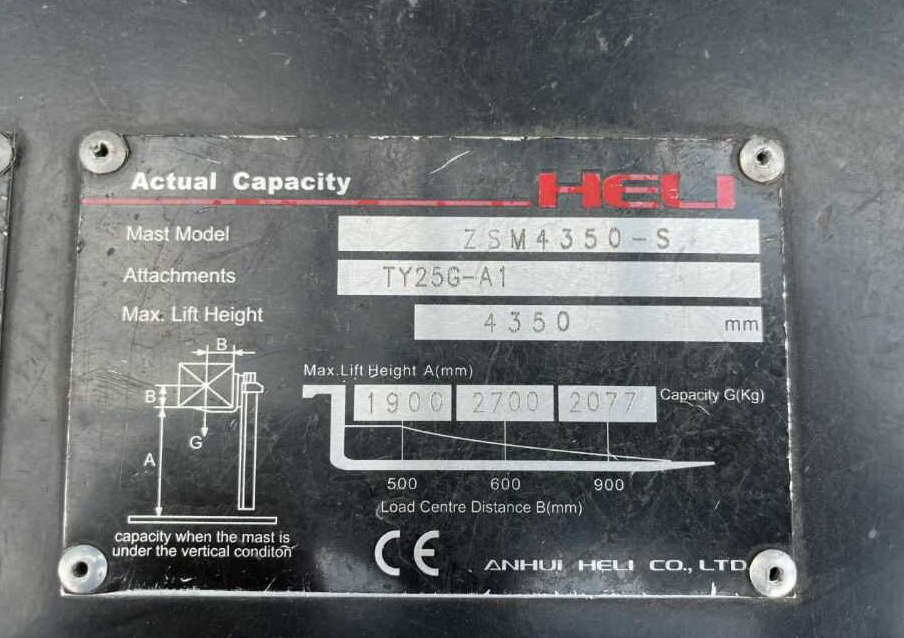 Actual Capacity HELI
Mast Model ZSM4350-S
Attachments TY25G-A1
Max. Lift Height 4350 mm
B
Max.Lift Height A(mm)
B 1900 2700 2077 Capacity G(Kg)
G
A
500 600 900
Load Centre Distance B(mm)
capacity when the mast is
under the vertical conditon
CE ANHUI HELI CO., LTD